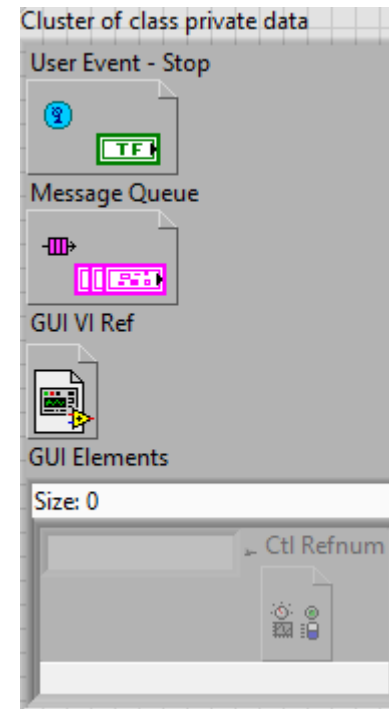 Cluster of class private data
User Event - Stop
TF
Message Queue
GUI VI Ref
GUI Elements
Size: 0
Ctl Refnum